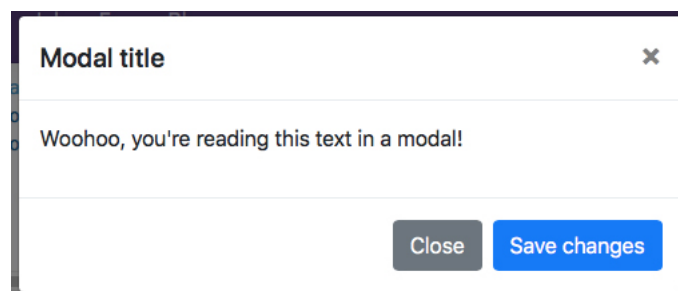 Modal title
×
Woohoo, you're reading this text in a modal!
Close
Save changes